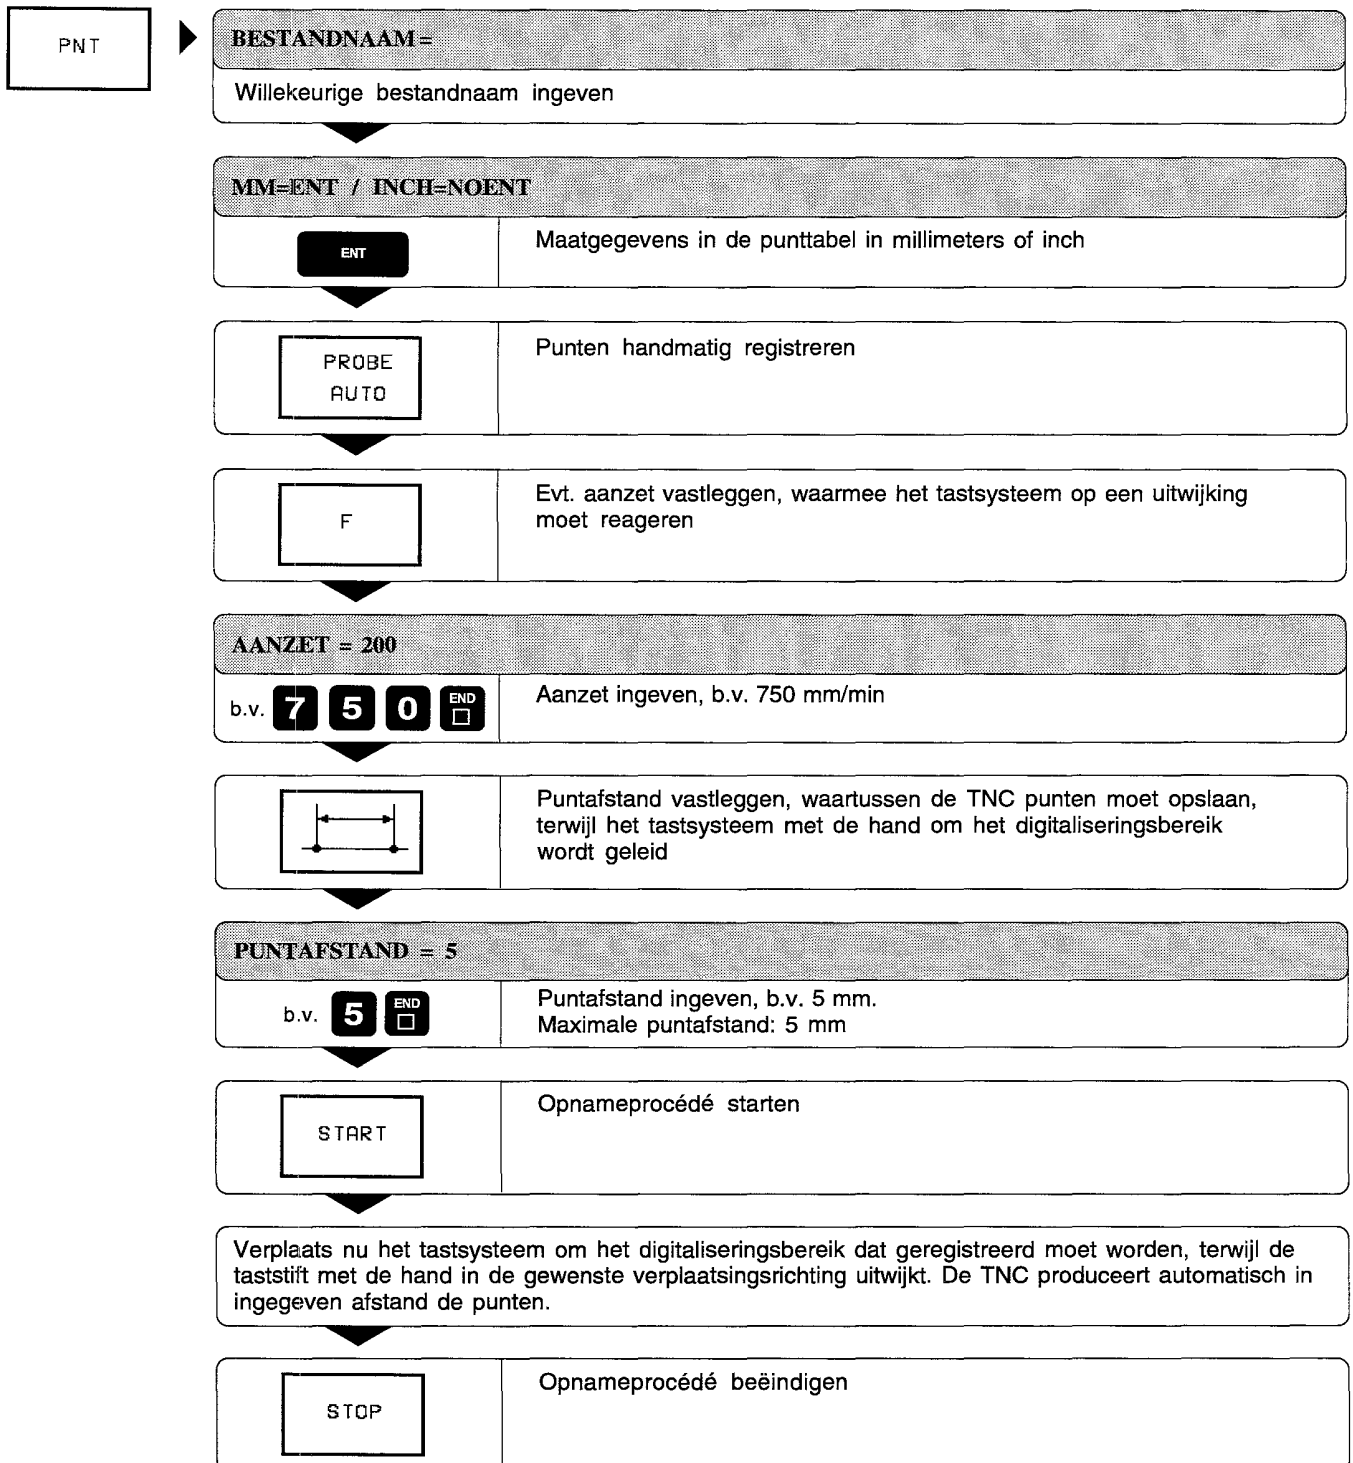 PNT
BESTANDNAAM=
Willekeurige bestandnaam ingeven
MM=ENT / INCH=NOENT
ENT
Maatgegevens in de punttabel in millimeters of inch
PROBE
AUTO
Punten handmatig registreren
F
Evt. aanzet vastleggen, waarmee het tastsysteem op een uitwijking
moet reageren
AANZET = 200
b.v. 7 5 0 END
Aanzet ingeven, b.v. 750 mm/min
Puntafstand vastleggen, waartussen de TNC punten moet opslaan,
terwijl het tastsysteem met de hand om het digitaliseringsbereik
wordt geleid
PUNTAFSTAND = 5
b.v. 5 END
Puntafstand ingeven, b.v. 5 mm.
Maximale puntafstand: 5 mm
START
Opnameprocédé starten
Verplaats nu het tastsysteem om het digitaliseringsbereik dat geregistreerd moet worden, terwijl de
taststift met de hand in de gewenste verplaatsingsrichting uitwijkt. De TNC produceert automatisch in
ingegeven afstand de punten.
STOP
Opnameprocédé beëindigen